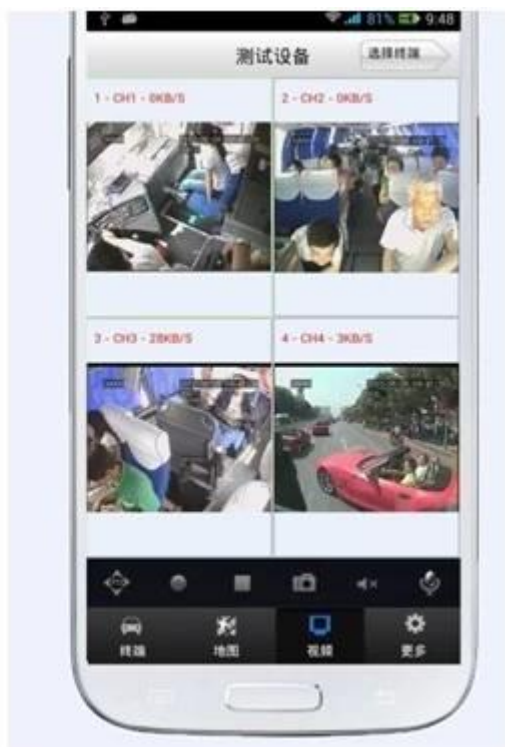 81% 9:48
测试设备
选择终端
1 - CH1 - 0KB/S
2 - CH2 - 0KB/S
3 - CH3 - 28KB/S
4 - CH4 - 3KB/S
终端
地图
视频
更多